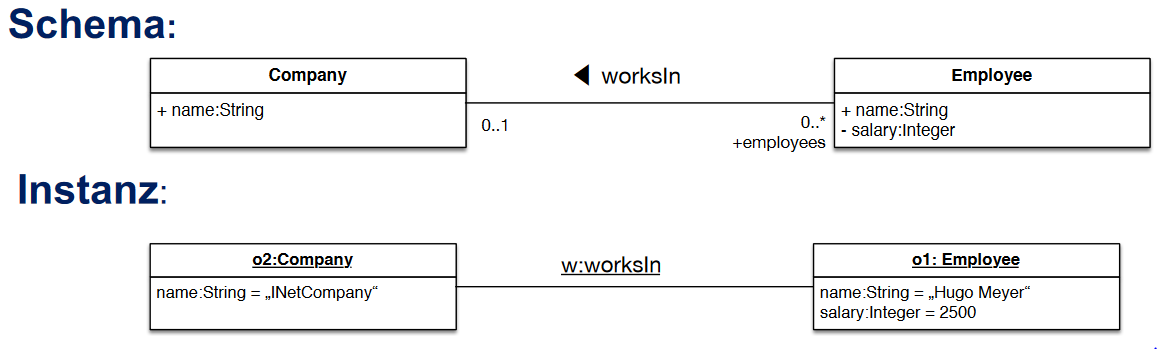 Schema:
Company
+ name:String
◀ worksIn
0..1
0..*
+employees
Employee
+ name:String
- salary:Integer
Instanz:
o2:Company
name:String = „INetCompany“
w:worksIn
o1: Employee
name:String = „Hugo Meyer“
salary:Integer = 2500